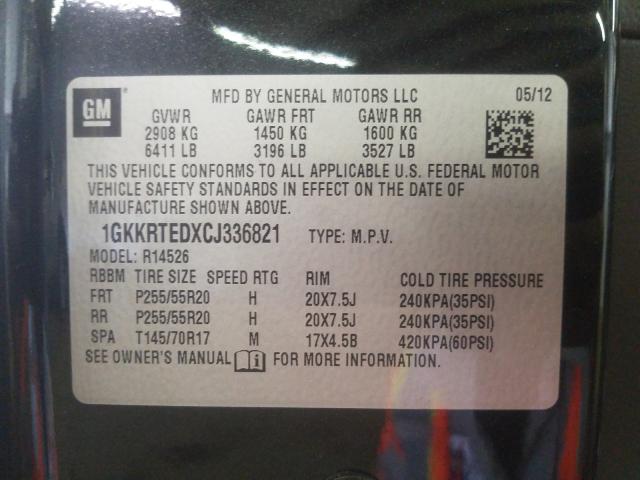 GM MFD BY GENERAL MOTORS LLC 05/12
GVWR GAWR FRT GAWR RR
2908 KG 1450 KG 1600 KG
6411 LB 3196 LB 3527 LB
THIS VEHICLE CONFORMS TO ALL APPLICABLE U.S. FEDERAL MOTOR
VEHICLE SAFETY STANDARDS IN EFFECT ON THE DATE OF
MANUFACTURE SHOWN ABOVE.
1GKKRTEDXCJ336821 TYPE: M.P.V.
MODEL: R14526
RBBM TIRE SIZE SPEED RTG RIM COLD TIRE PRESSURE
FRT P255/55R20 H 20X7.5J 240KPA(35PSI)
RR P255/55R20 H 20X7.5J 240KPA(35PSI)
SPA T145/70R17 M 17X4.5B 420KPA(60PSI)
SEE OWNER'S MANUAL FOR MORE INFORMATION.